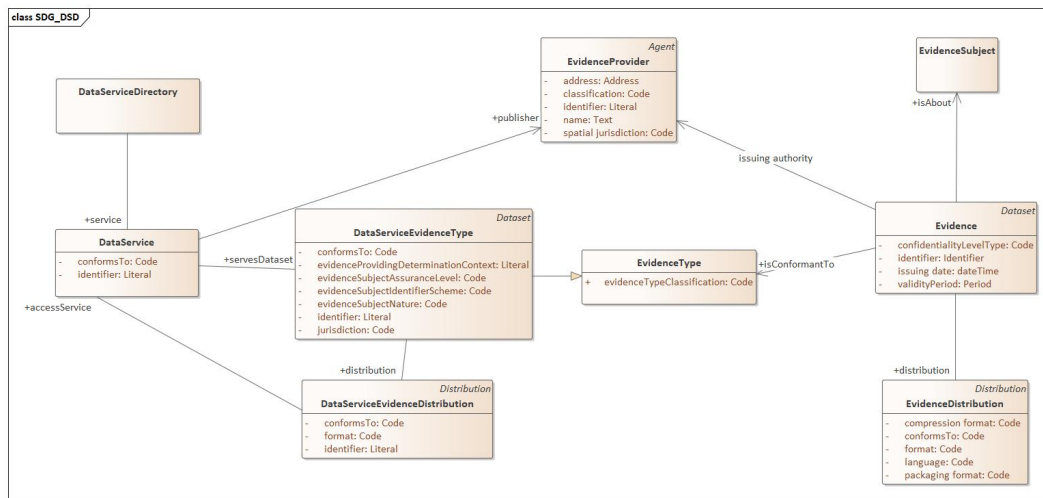 class SDG_DSD
DataServiceDirectory
Agent
EvidenceProvider
- address: Address
- classification: Code
- identifier: Literal
- name: Text
- spatial jurisdiction: Code
EvidenceSubject
+isAbout
+publisher
issuing authority
+service
DataService
- conformsTo: Code
- identifier: Literal
+accessService
+servesDataset
Dataset
DataServiceEvidenceType
- conformsTo: Code
- evidenceProvidingDeterminationContext: Literal
- evidenceSubjectAssuranceLevel: Code
- evidenceSubjectIdentifierScheme: Code
- evidenceSubjectNature: Code
- identifier: Literal
- jurisdiction: Code
EvidenceType
+ evidenceTypeClassification: Code
+isConformantTo
Dataset
Evidence
- confidentialityLevelType: Code
- identifier: Identifier
- issuing date: dateTime
- validityPeriod: Period
+distribution
Distribution
DataServiceEvidenceDistribution
- conformsTo: Code
- format: Code
- identifier: Literal
+distribution
Distribution
EvidenceDistribution
- compression format: Code
- conformsTo: Code
- format: Code
- language: Code
- packaging format: Code